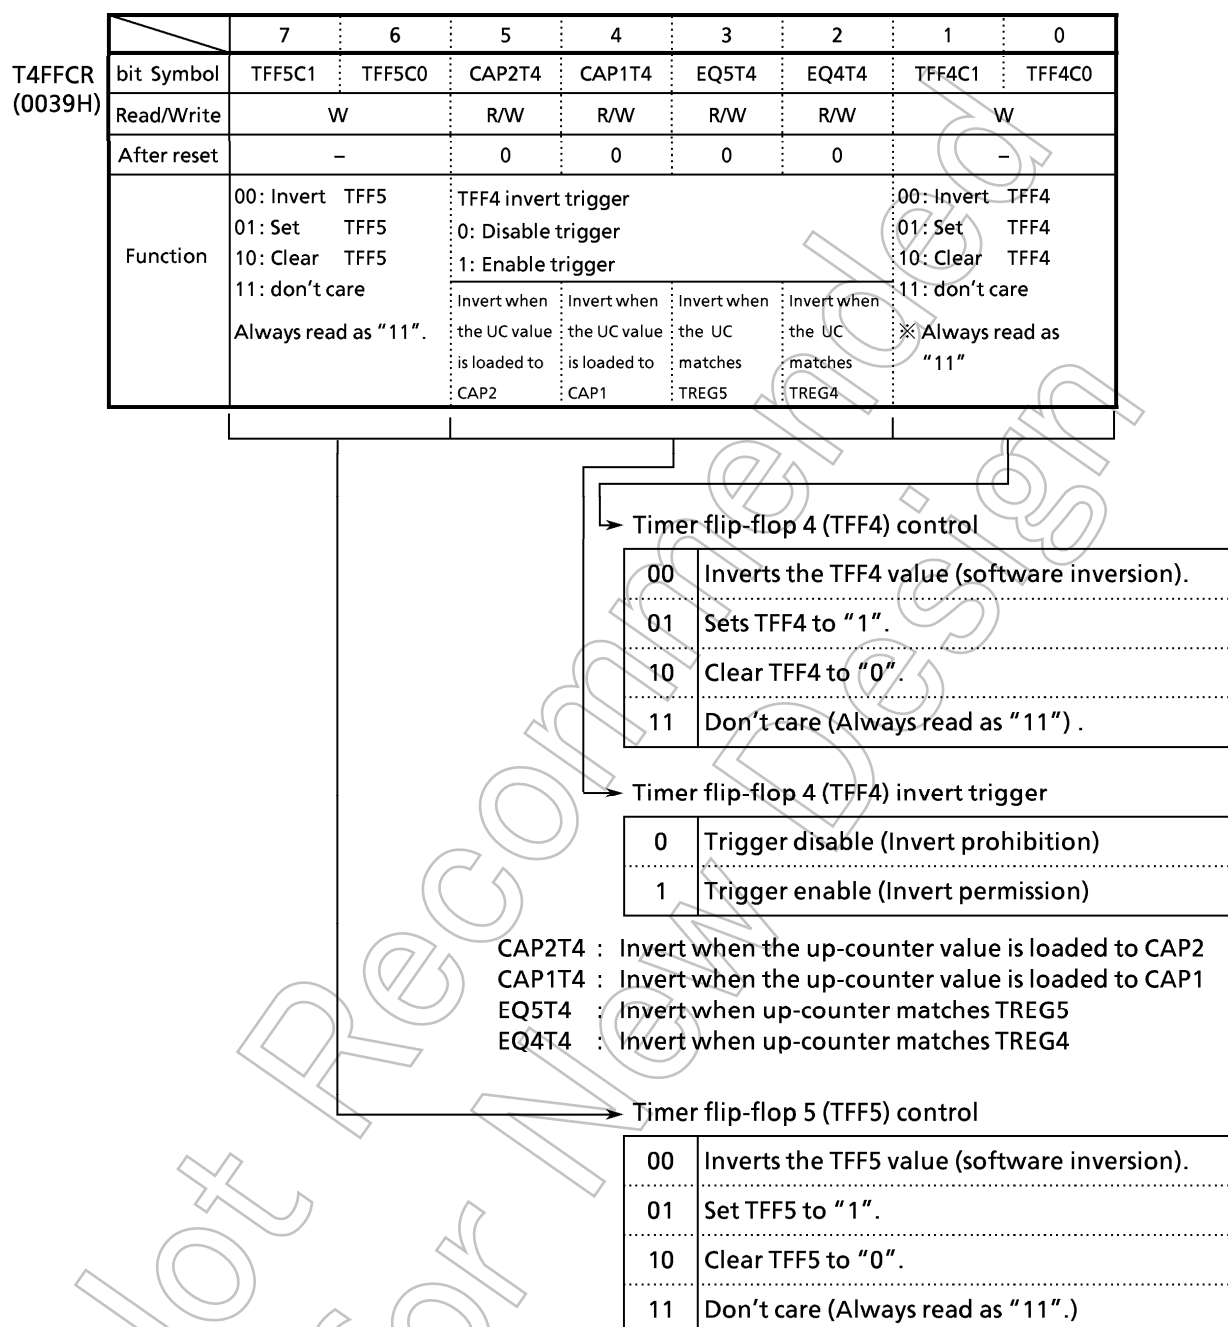 7 6 5 4 3 2 1 0
T4FFCR
(0039H)
bit Symbol TFF5C1 TFF5C0 CAP2T4 CAP1T4 EQ5T4 EQ4T4 TFF4C1 TFF4C0
Read/Write W R/W R/W R/W R/W W
After reset – 0 0 0 0 –
Function
00: Invert TFF5
01: Set TFF5
10: Clear TFF5
11: don't care
Always read as "11".
TFF4 invert trigger
0: Disable trigger
1: Enable trigger
Invert when
the UC value
is loaded to
CAP2
Invert when
the UC value
is loaded to
CAP1
Invert when
the UC
matches
TREG5
Invert when
the UC
matches
TREG4
00: Invert TFF4
01: Set TFF4
10: Clear TFF4
11: don't care
※ Always read as
"11"
Timer flip-flop 4 (TFF4) control
00 Inverts the TFF4 value (software inversion).
01 Sets TFF4 to "1".
10 Clear TFF4 to "0".
11 Don't care (Always read as "11") .
Timer flip-flop 4 (TFF4) invert trigger
0 Trigger disable (Invert prohibition)
1 Trigger enable (Invert permission)
CAP2T4 : Invert when the up-counter value is loaded to CAP2
CAP1T4 : Invert when the up-counter value is loaded to CAP1
EQ5T4 : Invert when up-counter matches TREG5
EQ4T4 : Invert when up-counter matches TREG4
Timer flip-flop 5 (TFF5) control
00 Inverts the TFF5 value (software inversion).
01 Set TFF5 to "1".
10 Clear TFF5 to "0".
11 Don't care (Always read as "11".)
Not Recommended
for New Design